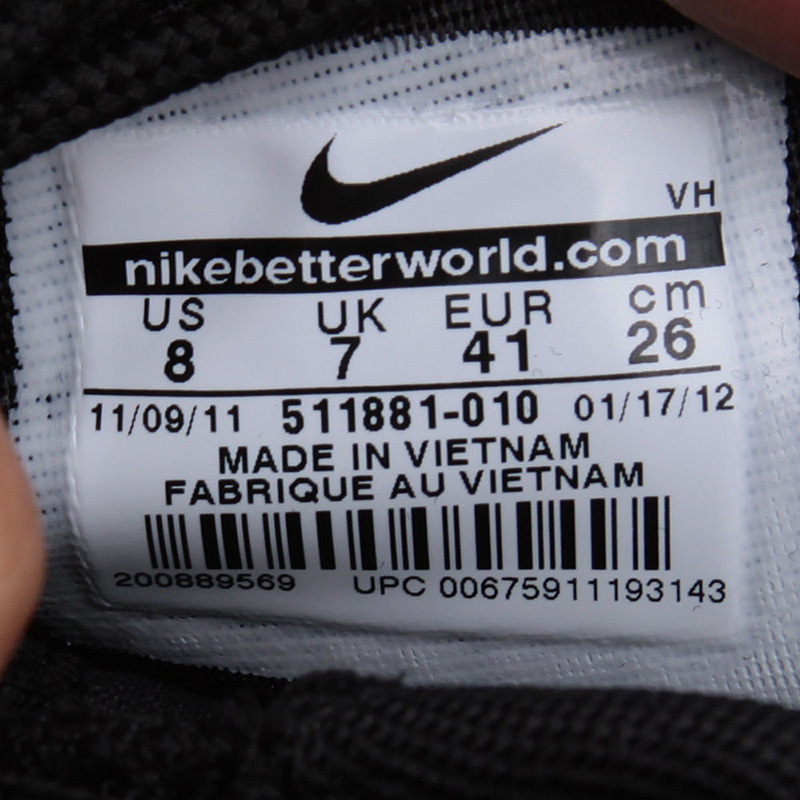 VH
nikebetterworld.com
US UK EUR cm
8 7 41 26
11/09/11 511881-010 01/17/12
MADE IN VIETNAM
FABRIQUE AU VIETNAM
200889569 UPC 00675911193143